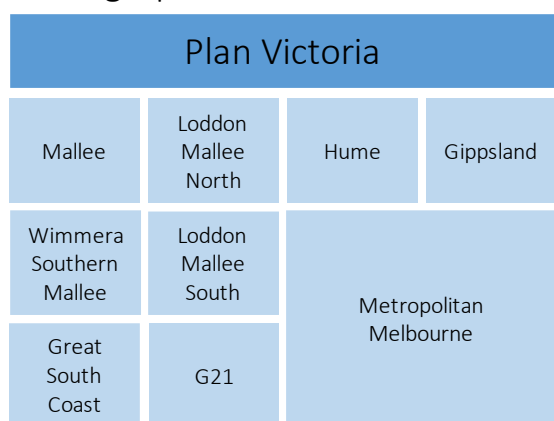 Plan Victoria
Mallee
Loddon
Mallee
North
Hume
Gippsland
Wimmera
Southern
Mallee
Loddon
Mallee
South
Metropolitan
Melbourne
Great
South
Coast
G21